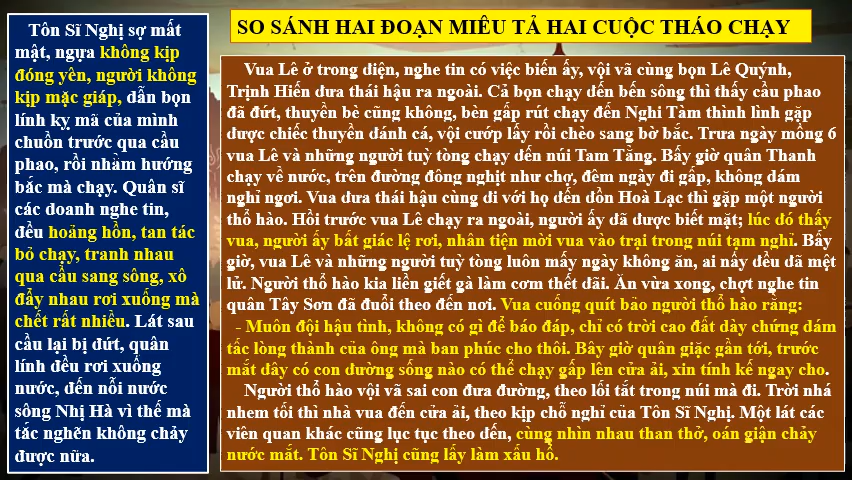 SO SÁNH HAI ĐOẠN MIÊU TẢ HAI CUỘC THÁO CHẠY
Tôn Sĩ Nghị sợ mất
mật, ngựa không kịp
đóng yên, người không
kịp mặc giáp, dẫn bọn
lính kỵ mã của mình
chuồn trước qua cầu
phao, rồi nhằm hướng
bắc mà chạy. Quân sĩ
các doanh nghe tin,
đều hoảng hồn, tan tác
bỏ chạy, tranh nhau
qua cầu sang sông, xô
đẩy nhau rơi xuống mà
chết rất nhiều. Lát sau
cầu lại bị đứt, quân
lính đều rơi xuống
nước, đến nỗi nước
sông Nhị Hà vì thế mà
tắc nghẽn không chảy
được nữa.
Vua Lê ở trong điện, nghe tin có việc biến ấy, vội vã cùng bọn Lê Quýnh,
Trịnh Hiến đưa thái hậu ra ngoài. Cả bọn chạy đến bến sông thì thấy cầu phao
đã đứt, thuyền bè cũng không, bèn gấp rút chạy đến Nghi Tàm thình lình gặp
được chiếc thuyền đánh cá, vội cướp lấy rồi chèo sang bờ bắc. Trưa ngày mồng 6
vua Lê và những người tuỳ tòng chạy đến núi Tam Tằng. Bấy giờ quân Thanh
chạy về nước, trên đường đông nghịt như chợ, đêm ngày đi gấp, không dám
nghỉ ngơi. Vua đưa thái hậu cùng đi với họ đến đồn Hoà Lạc thì gặp một người
thổ hào. Hồi trước vua Lê chạy ra ngoài, người ấy đã được biết mặt; lúc đó thấy
vua, người ấy bất giác lệ rơi, nhân tiện mời vua vào trại trong núi tạm nghỉ. Bấy
giờ, vua Lê và những người tuỳ tòng luôn mấy ngày không ăn, ai nấy đều đã mệt
lử. Người thổ hào kia liền giết gà làm cơm thết đãi. Ăn vừa xong, chợt nghe tin
quân Tây Sơn đã đuổi theo đến nơi. Vua cuống quít bảo người thổ hào rằng:
- Muôn đội hậu tình, không có gì để báo đáp, chỉ có trời cao đất dày chứng dám
tấc lòng thành của ông mà ban phúc cho thôi. Bây giờ quân giặc gần tới, trước
mắt đây có con đường sống nào có thể chạy gấp lên cửa ải, xin tính kế ngay cho.
Người thổ hào vội vã sai con đưa đường, theo lối tắt trong núi mà đi. Trời nhá
nhem tối thì nhà vua đến cửa ải, theo kịp chỗ nghỉ của Tôn Sĩ Nghị. Một lát các
viên quan khác cũng lục tục theo đến, cùng nhìn nhau than thở, oán giận chảy
nước mắt. Tôn Sĩ Nghị cũng lấy làm xấu hổ.